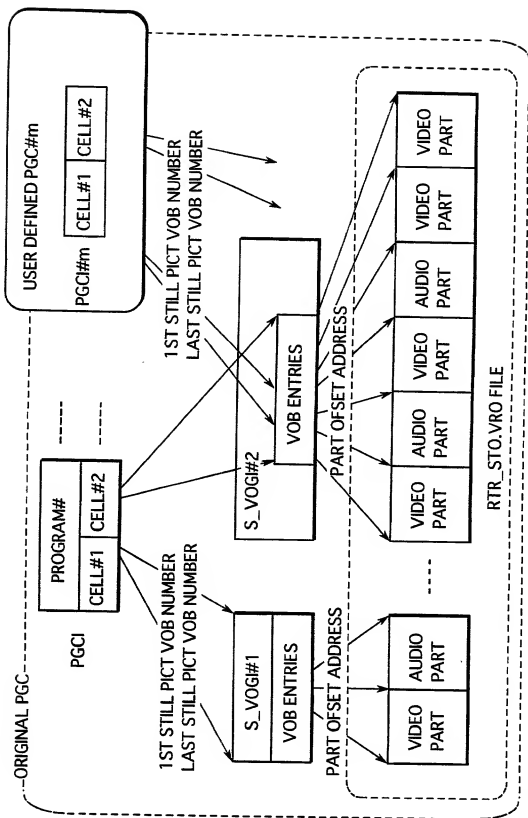 ORIGINAL PGC
PGCI
PROGRAM#
CELL#1
CELL#2
USER DEFINED PGC#m
PGCI#m
CELL#1
CELL#2
1ST STILL PICT VOB NUMBER
LAST STILL PICT VOB NUMBER
1ST STILL PICT VOB NUMBER
LAST STILL PICT VOB NUMBER
S_VOGI#1
VOB ENTRIES
S_VOGI#2
VOB ENTRIES
PART OFSET ADDRESS
PART OFSET ADDRESS
VIDEO
PART
AUDIO
PART
VIDEO
PART
AUDIO
PART
VIDEO
PART
AUDIO
PART
VIDEO
PART
VIDEO
PART
RTR_STO.VRO FILE